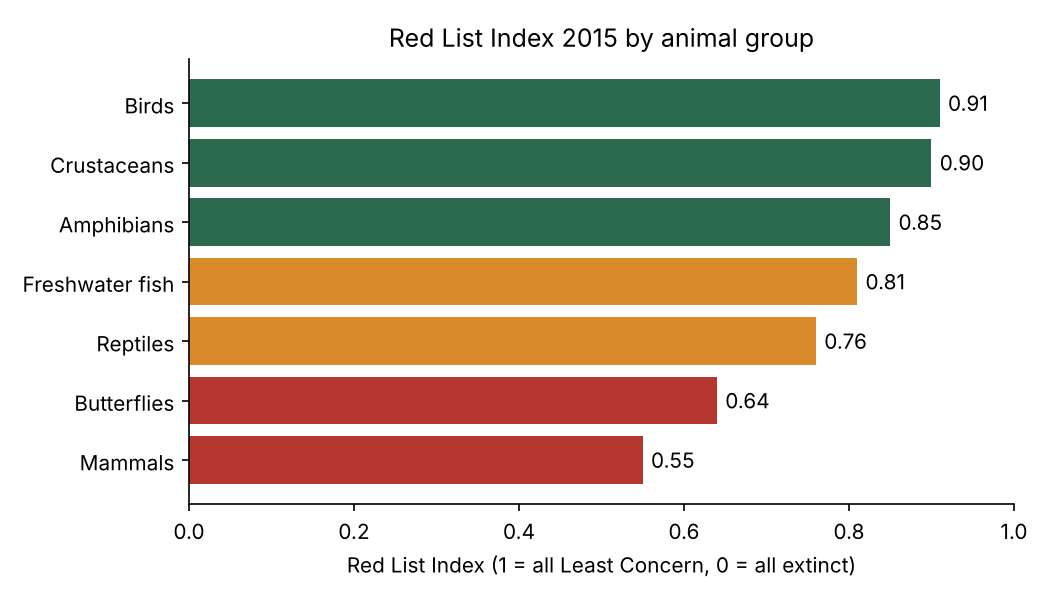 Red List Index 2015 by animal group
Birds 0.91
Crustaceans 0.90
Amphibians 0.85
Freshwater fish 0.81
Reptiles 0.76
Butterflies 0.64
Mammals 0.55
0.0 0.2 0.4 0.6 0.8 1.0
Red List Index (1 = all Least Concern, 0 = all extinct)